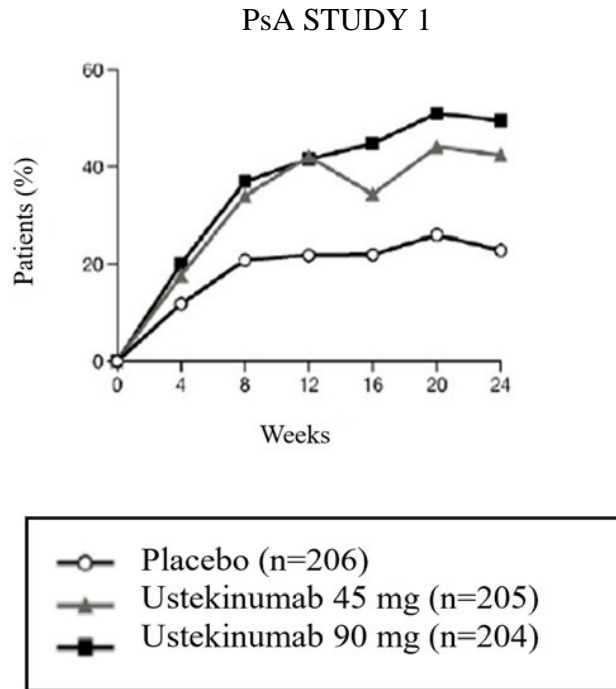 PsA STUDY 1
60
40
20
0
Patients (%)
0 4 8 12 16 20 24
Weeks
Placebo (n=206)
Ustekinumab 45 mg (n=205)
Ustekinumab 90 mg (n=204)